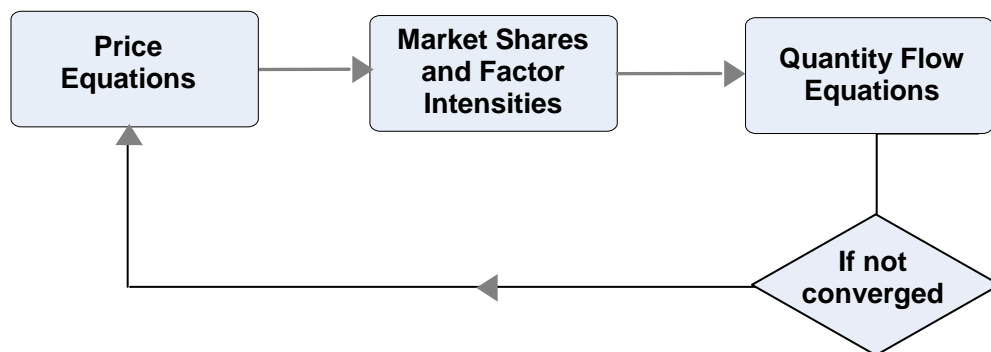 Price
Equations
Market Shares
and Factor
Intensities
Quantity Flow
Equations
If not
converged